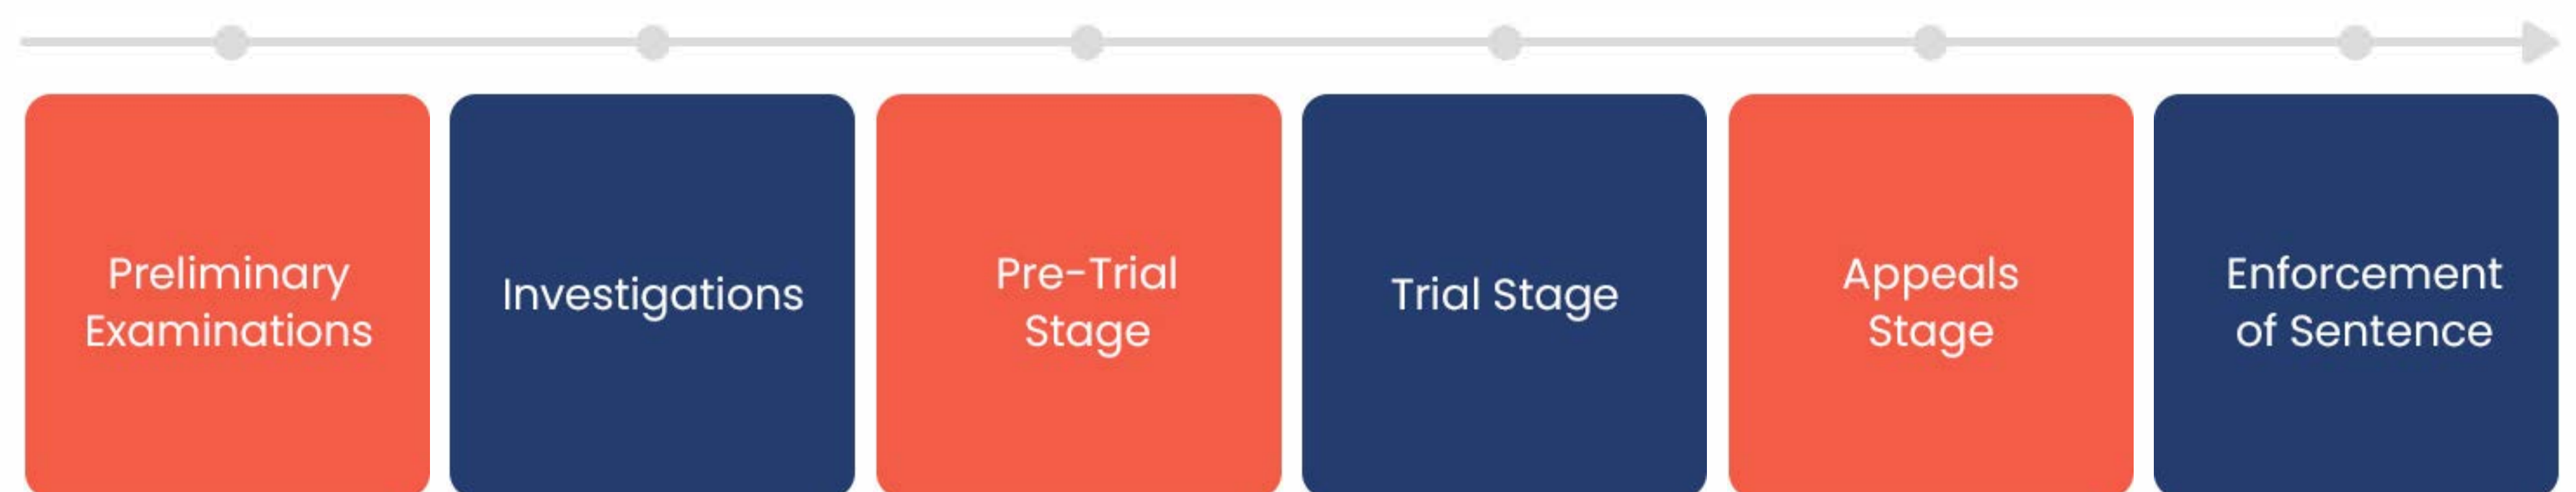 Preliminary
Examinations
Investigations
Pre-Trial
Stage
Trial Stage
Appeals
Stage
Enforcement
of Sentence